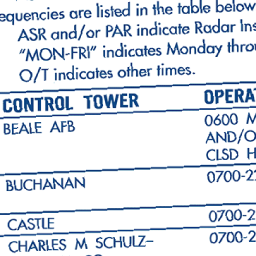 equencies are listed in the table below
ASR and/or PAR indicate Radar Ins
"MON-FRI" indicates Monday thro
O/T indicates other times.
CONTROL TOWER OPERA
BEALE AFB 0600 M
AND/O
CLSD H
BUCHANAN 0700-2
CASTLE 0700-2
CHARLES M SCHULZ– 0700-2